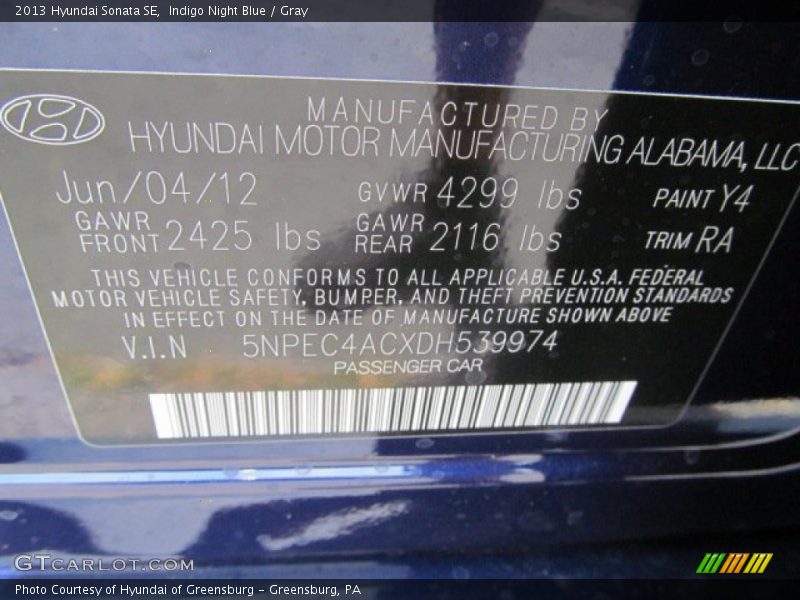 2013 Hyundai Sonata SE,  Indigo Night Blue / Gray
MANUFACTURED BY
HYUNDAI MOTOR MANUFACTURING ALABAMA, LLC
Jun/04/12 GVWR 4299 lbs PAINT Y4
GAWR FRONT 2425 lbs GAWR REAR 2116 lbs TRIM RA
THIS VEHICLE CONFORMS TO ALL APPLICABLE U.S.A. FEDERAL
MOTOR VEHICLE SAFETY, BUMPER, AND THEFT PREVENTION STANDARDS
IN EFFECT ON THE DATE OF MANUFACTURE SHOWN ABOVE
V.I.N 5NPEC4ACXDH539974
PASSENGER CAR
GTCARLOT.COM
Photo Courtesy of Hyundai of Greensburg - Greensburg, PA